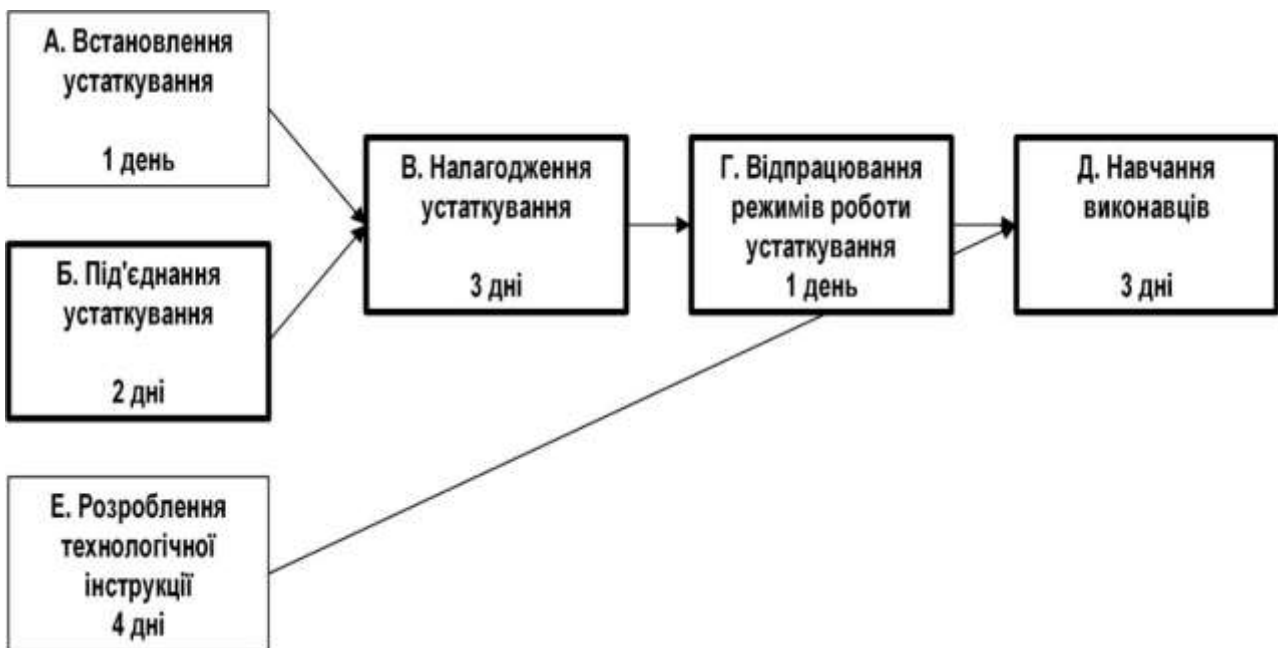 А. Встановлення
устаткування
1 день
Б. Під'єднання
устаткування
2 дні
В. Налагодження
устаткування
3 дні
Г. Відпрацювання
режимів роботи
устаткування
1 день
Д. Навчання
виконавців
3 дні
Е. Розроблення
технологічної
інструкції
4 дні